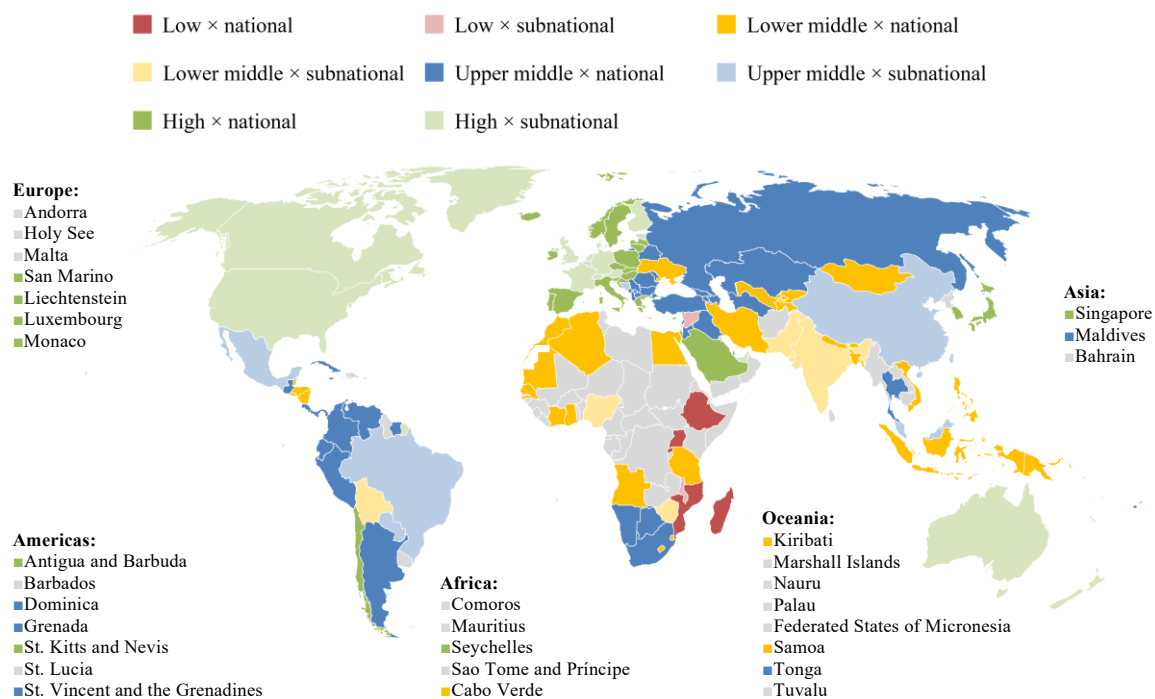 Low × national
Low × subnational
Lower middle × national
Lower middle × subnational
Upper middle × national
Upper middle × subnational
High × national
High × subnational
Europe:
Andorra
Holy See
Malta
San Marino
Liechtenstein
Luxembourg
Monaco
Asia:
Singapore
Maldives
Bahrain
Americas:
Antigua and Barbuda
Barbados
Dominica
Grenada
St. Kitts and Nevis
St. Lucia
St. Vincent and the Grenadines
Africa:
Comoros
Mauritius
Seychelles
Sao Tome and Príncipe
Cabo Verde
Oceania:
Kiribati
Marshall Islands
Nauru
Palau
Federated States of Micronesia
Samoa
Tonga
Tuvalu